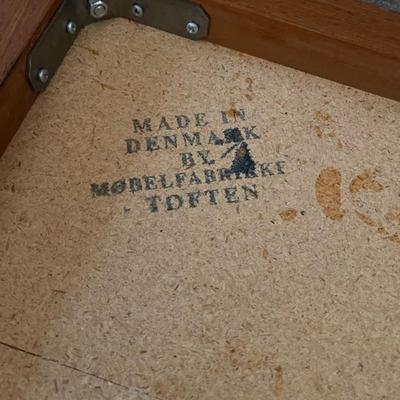 MADE IN
DENMARK
BY
MØBELFABRIKKE
TOFTEN